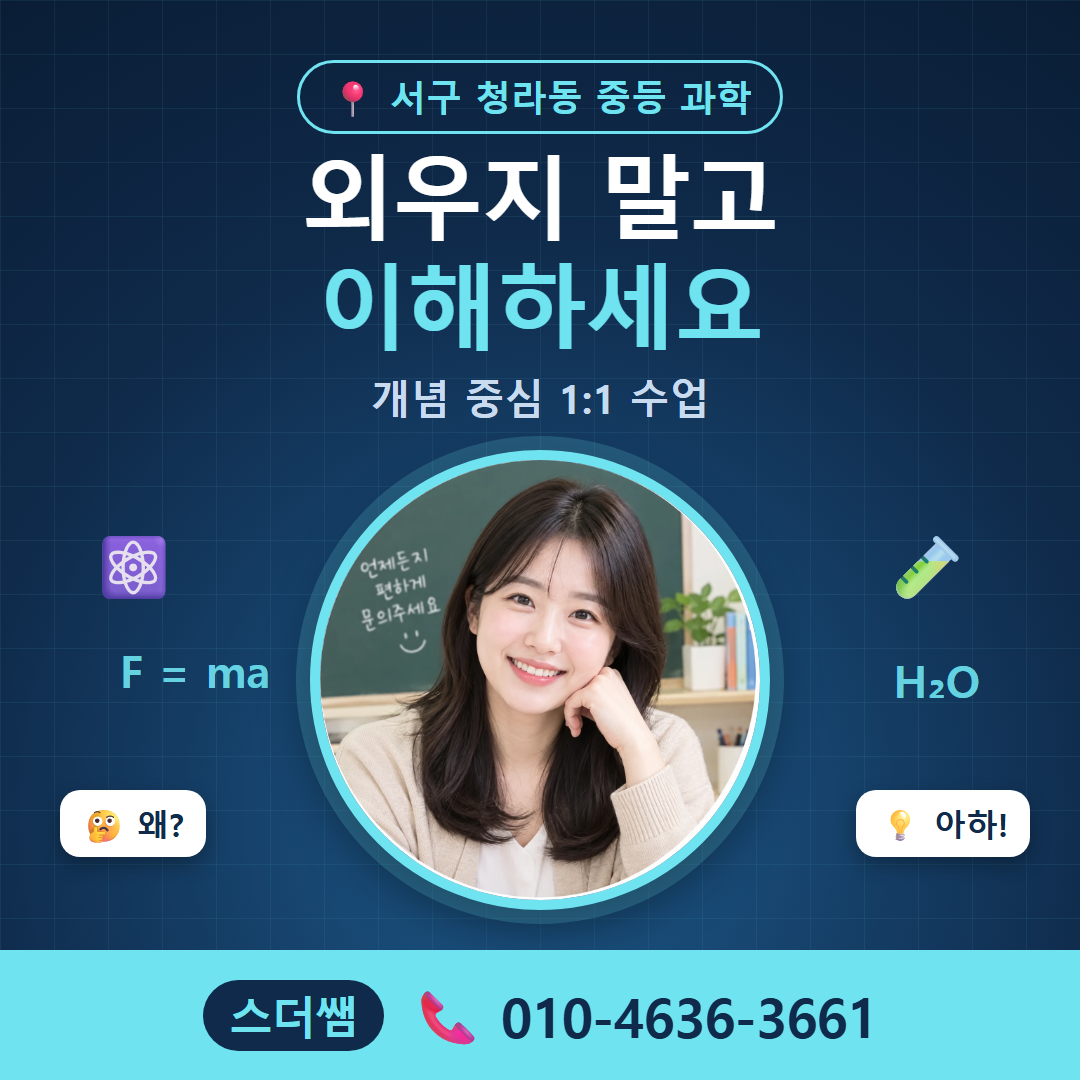 📍 서구 청라동 중등 과학
외우지 말고
이해하세요
개념 중심 1:1 수업
언제든지
편하게
문의주세요
F = ma
H₂O
🤔 왜?
💡 아하!
스더쌤 📞 010-4636-3661